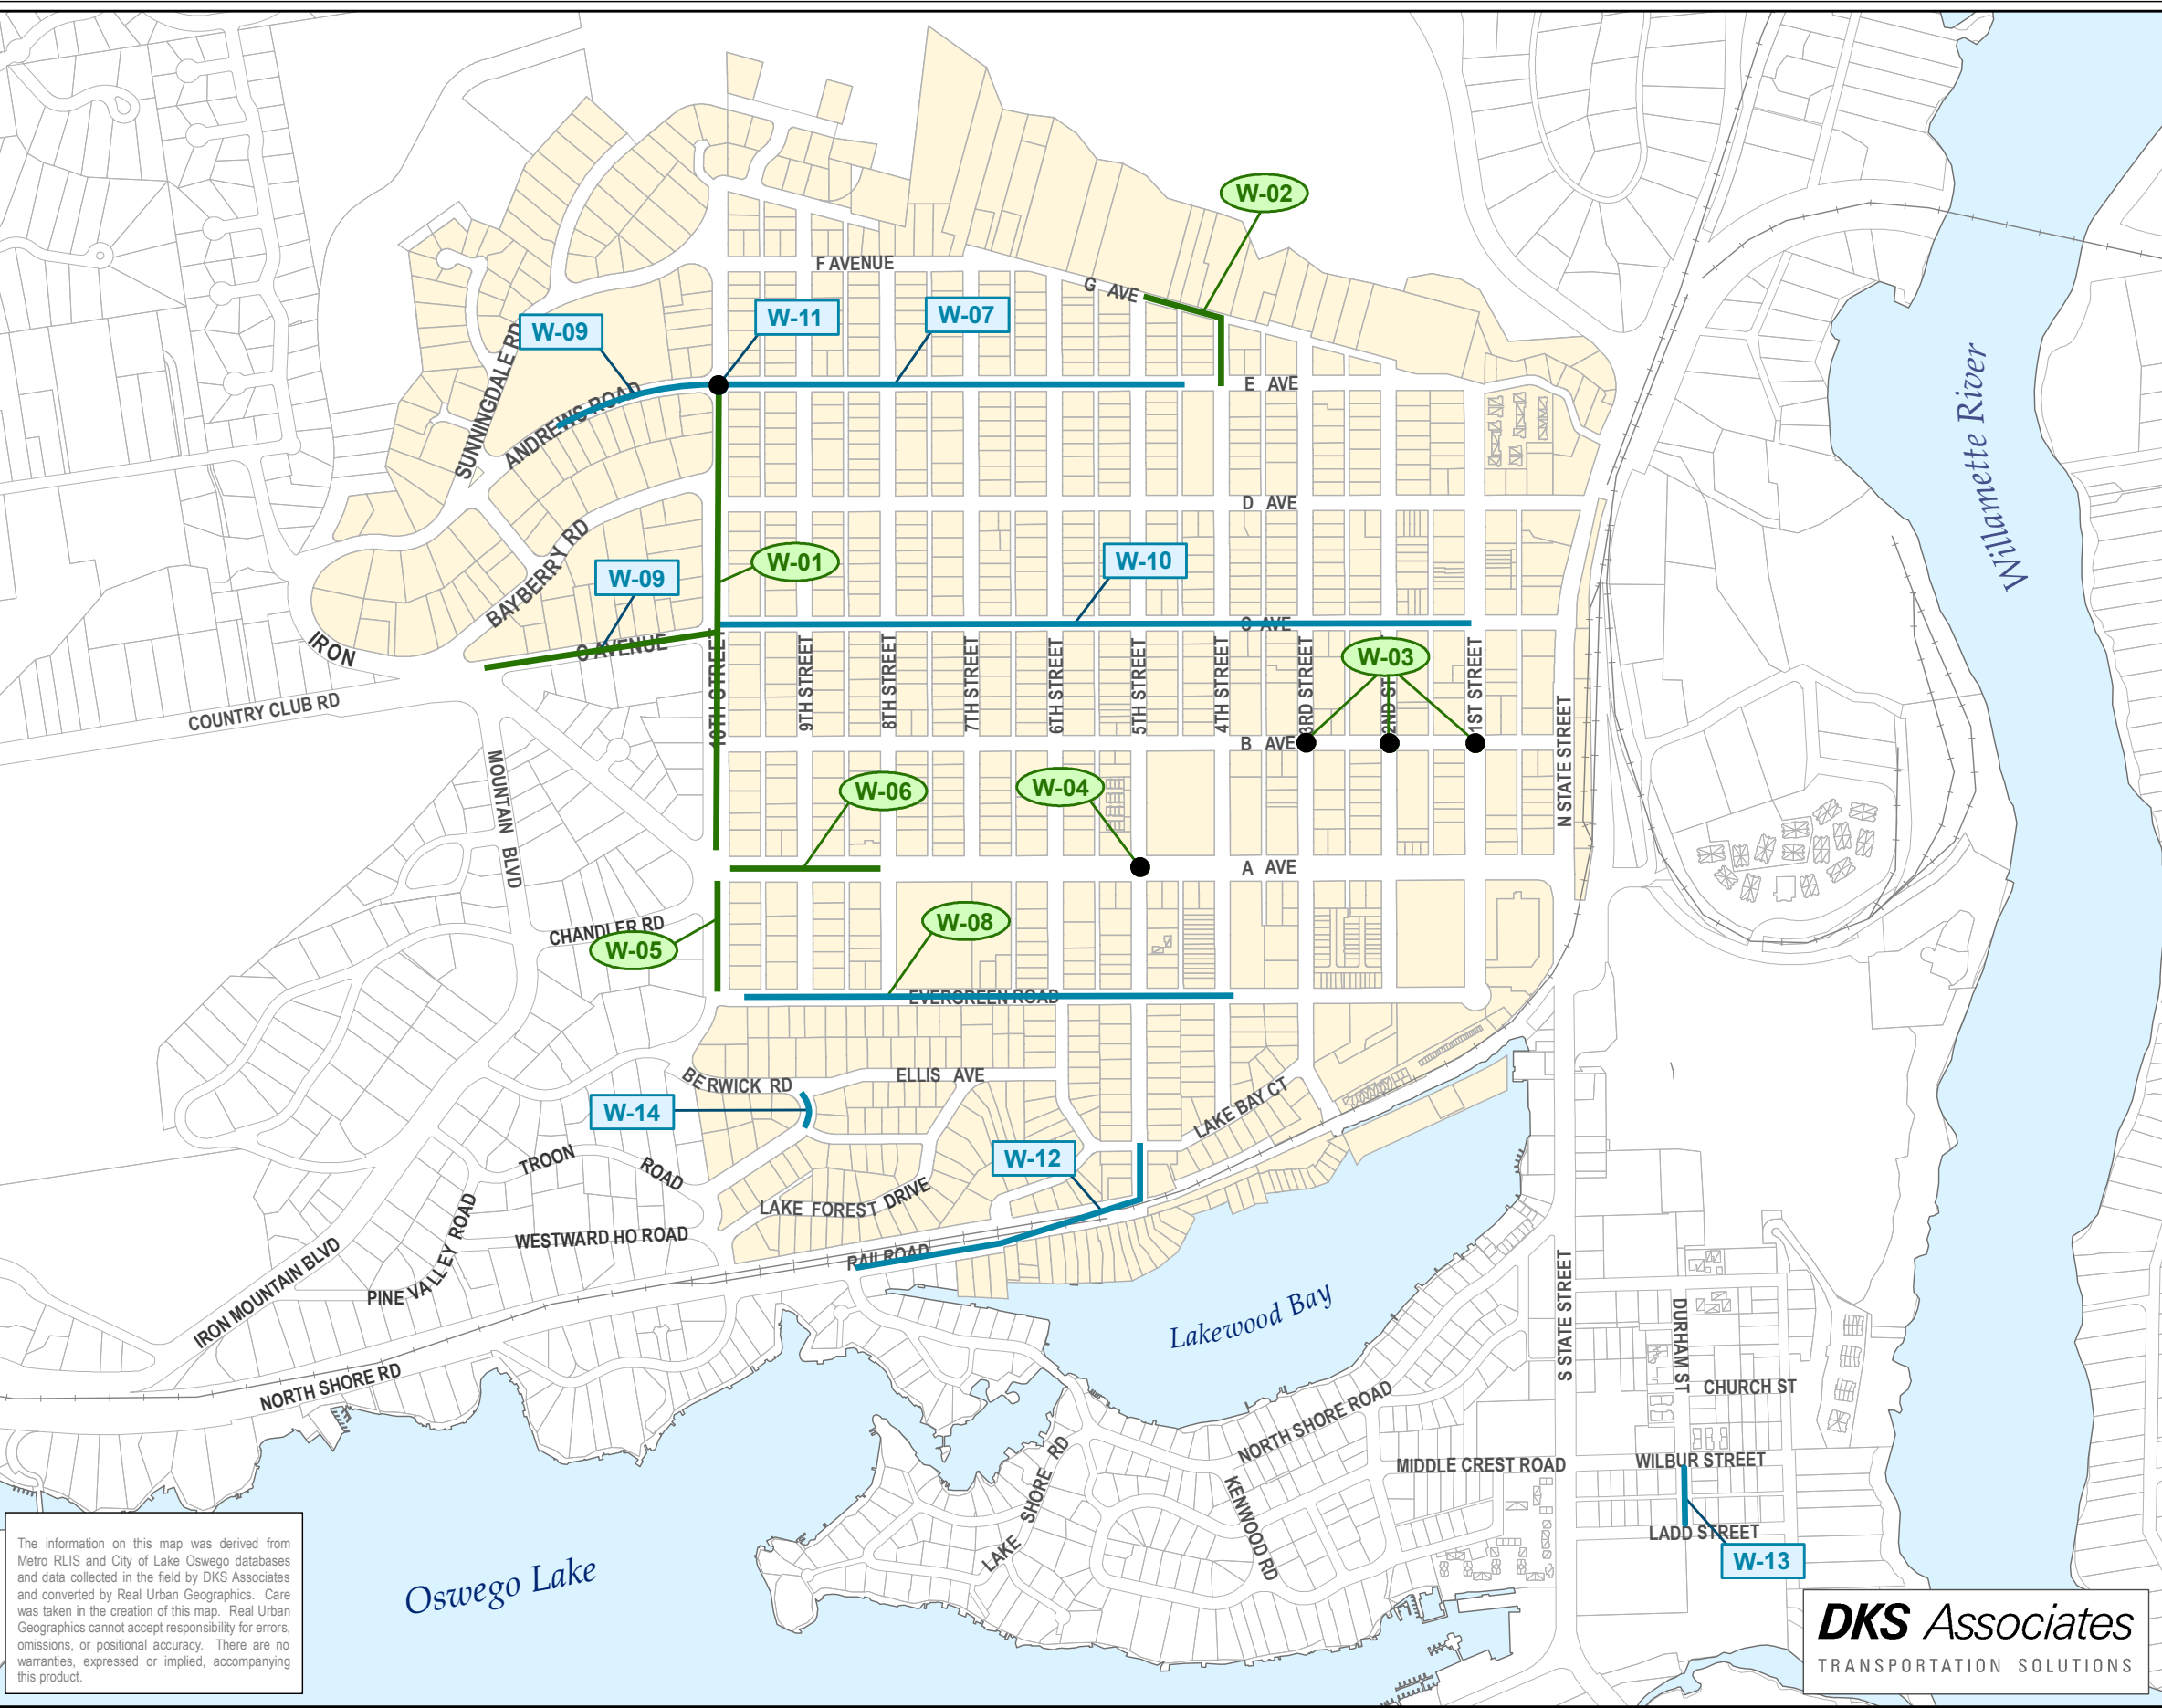 W-02
F AVENUE
G AVE
W-11
W-07
W-09
SUNNINGDALE RD
ANDREWS ROAD
E AVE
Willamette River
D AVE
BAYBERRY RD
W-01
W-10
W-09
C AVENUE
C AVE
IRON
COUNTRY CLUB RD
MOUNTAIN BLVD
10TH STREET
9TH STREET
8TH STREET
7TH STREET
6TH STREET
5TH STREET
4TH STREET
3RD STREET
2ND ST
1ST STREET
W-03
N STATE STREET
B AVE
W-06
W-04
A AVE
CHANDLER RD
W-05
W-08
EVERGREEN ROAD
BERWICK RD
ELLIS AVE
LAKE BAY CT
W-14
W-12
TROON ROAD
LAKE FOREST DRIVE
WESTWARD HO ROAD
RAILROAD
PINE VALLEY ROAD
IRON MOUNTAIN BLVD
NORTH SHORE RD
Lakewood Bay
S STATE STREET
DURHAM ST
CHURCH ST
NORTH SHORE ROAD
MIDDLE CREST ROAD
WILBUR STREET
LAKE SHORE RD
KENWOOD RD
LADD STREET
W-13
Oswego Lake
The information on this map was derived from
Metro RLIS and City of Lake Oswego databases
and data collected in the field by DKS Associates
and converted by Real Urban Geographics. Care
was taken in the creation of this map. Real Urban
Geographics cannot accept responsibility for errors,
omissions, or positional accuracy. There are no
warranties, expressed or implied, accompanying
this product.
DKS Associates
TRANSPORTATION SOLUTIONS